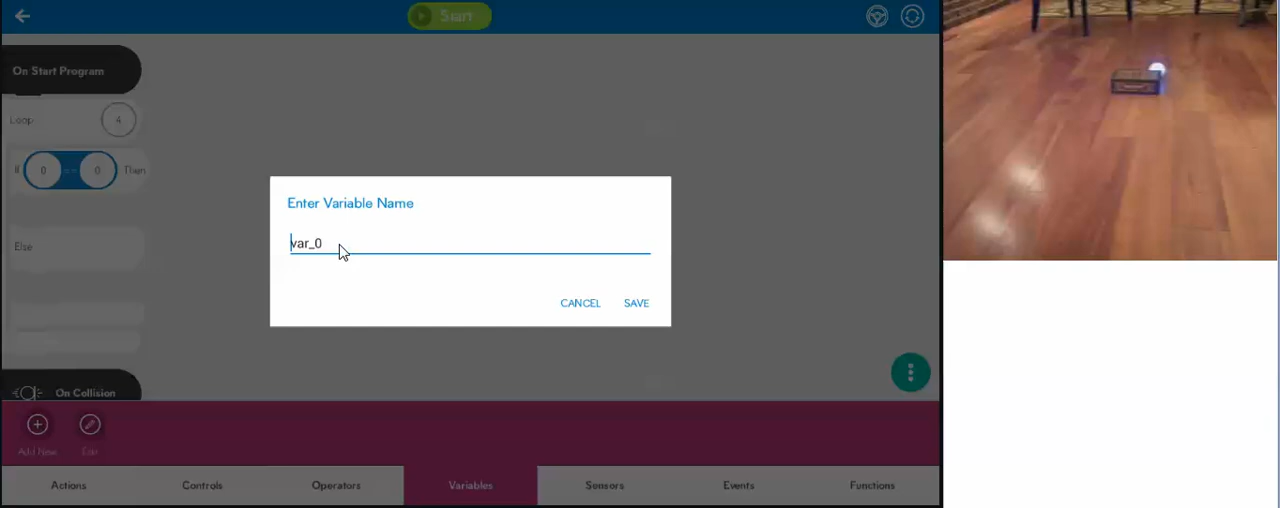 Start
On Start Program
Loop
4
If 0 == 0 Then
Else
On Collision
Enter Variable Name
var_0
CANCEL SAVE
Add New Edit
Actions Controls Operators Variables Sensors Events Functions